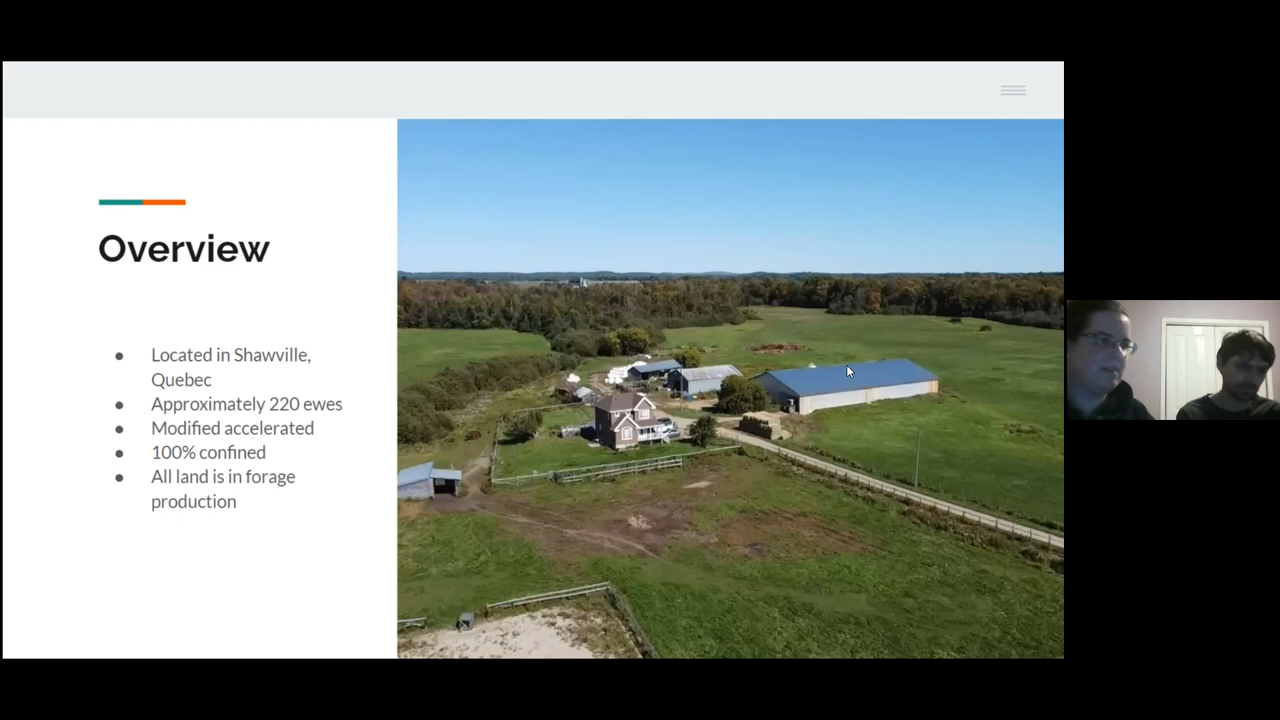 Overview
Located in Shawville,
Quebec
Approximately 220 ewes
Modified accelerated
100% confined
All land is in forage
production